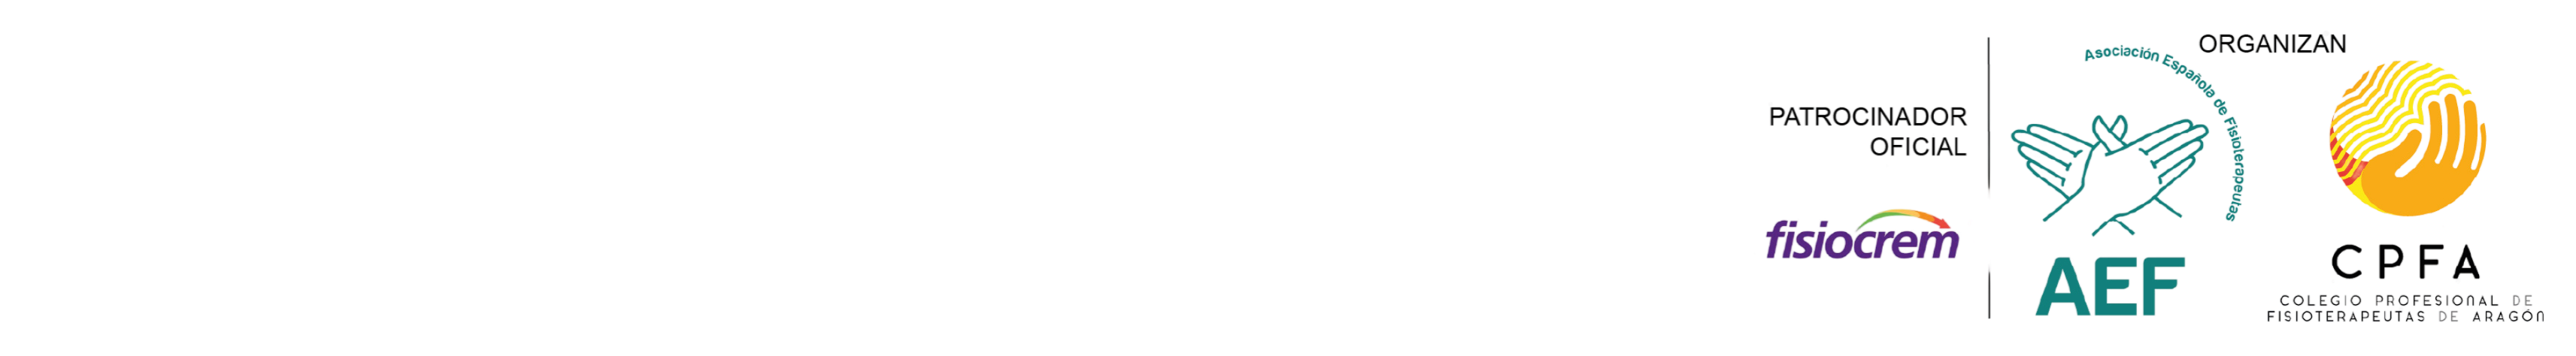 PATROCINADOR
OFICIAL
fisiocrem
ORGANIZAN
Asociación Española de Fisioterapeutas
AEF
CPFA
COLEGIO PROFESIONAL DE
FISIOTERAPEUTAS DE ARAGÓN